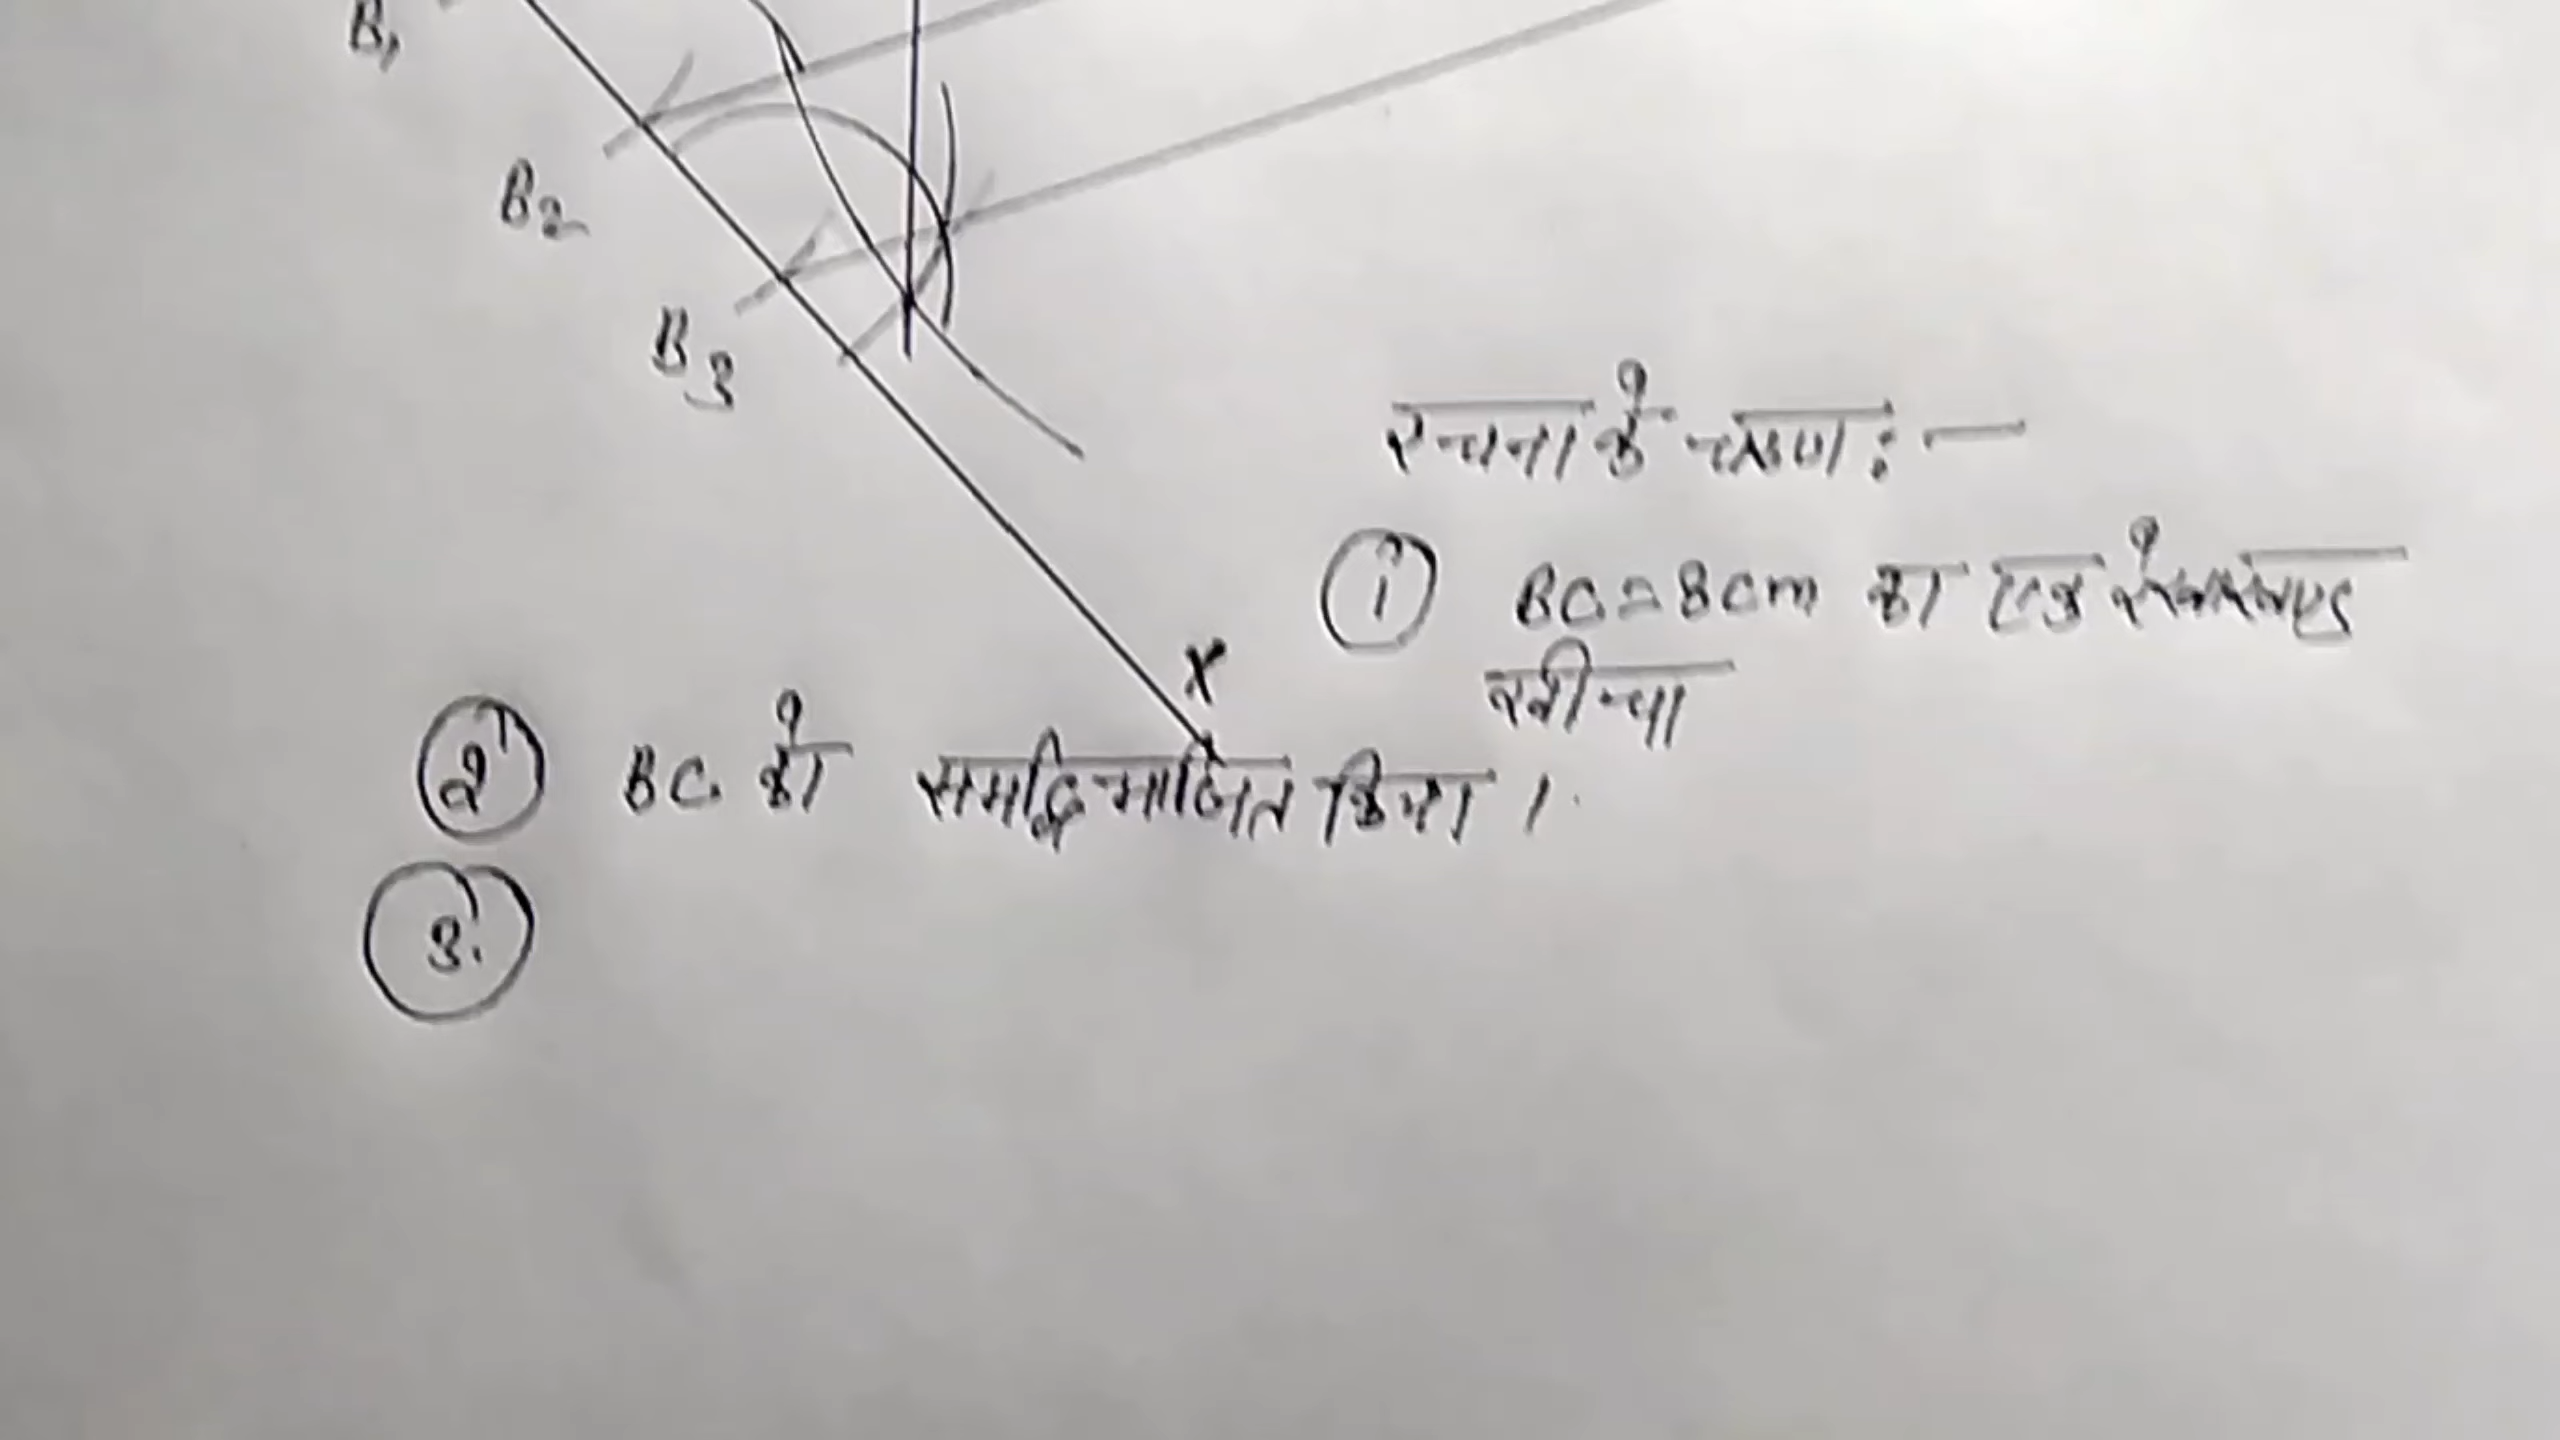 B₁
B₂
B₃
X
रचना के चरण : —
① BC = 8cm का एक रेखाखण्ड
खींचा
② BC को समद्विभाजित किया ।
③